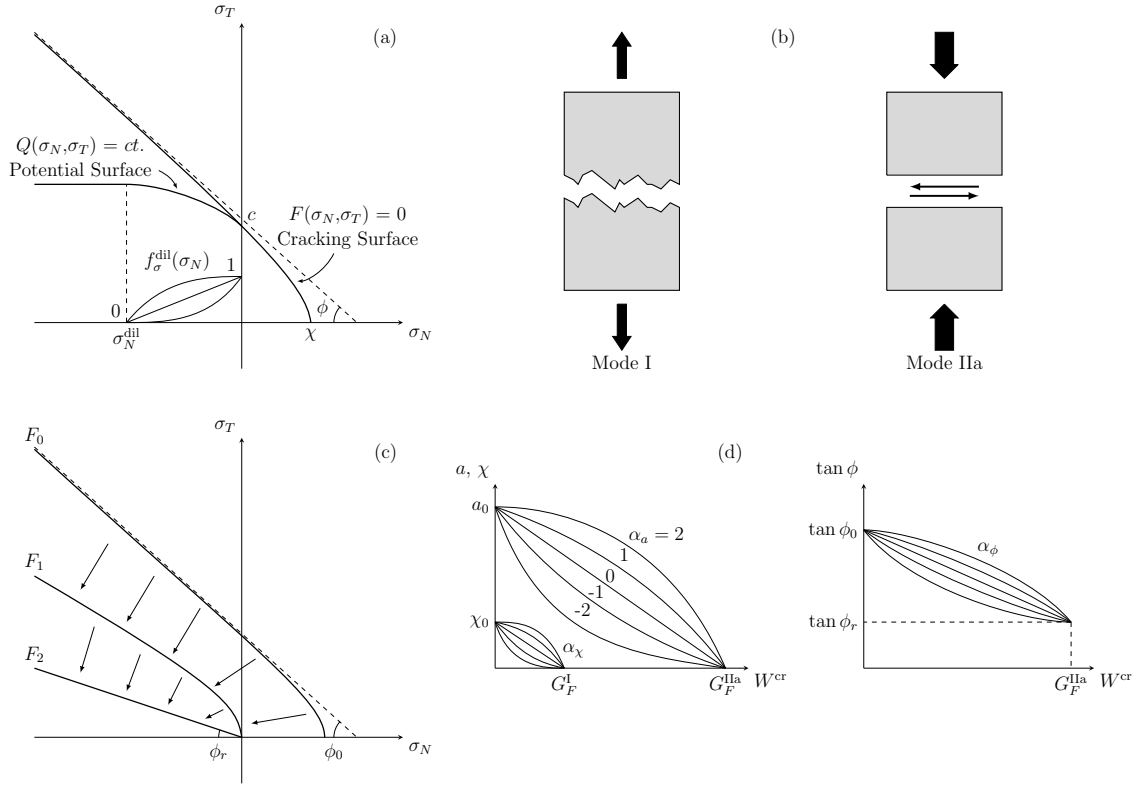 σ_T
(a)
Q(σ_N,σ_T) = ct.
Potential Surface
c
F(σ_N,σ_T) = 0
Cracking Surface
f_σ^dil(σ_N)
1
0
ϕ
σ_N^dil
χ
σ_N
(b)
Mode I
Mode IIa
σ_T
(c)
F_0
F_1
F_2
ϕ_r
ϕ_0
σ_N
(d)
a, χ
a_0
α_a = 2
1
0
-1
-2
χ_0
α_χ
G_F^I
G_F^IIa
W^cr
tan ϕ
tan ϕ_0
α_ϕ
tan ϕ_r
G_F^IIa
W^cr